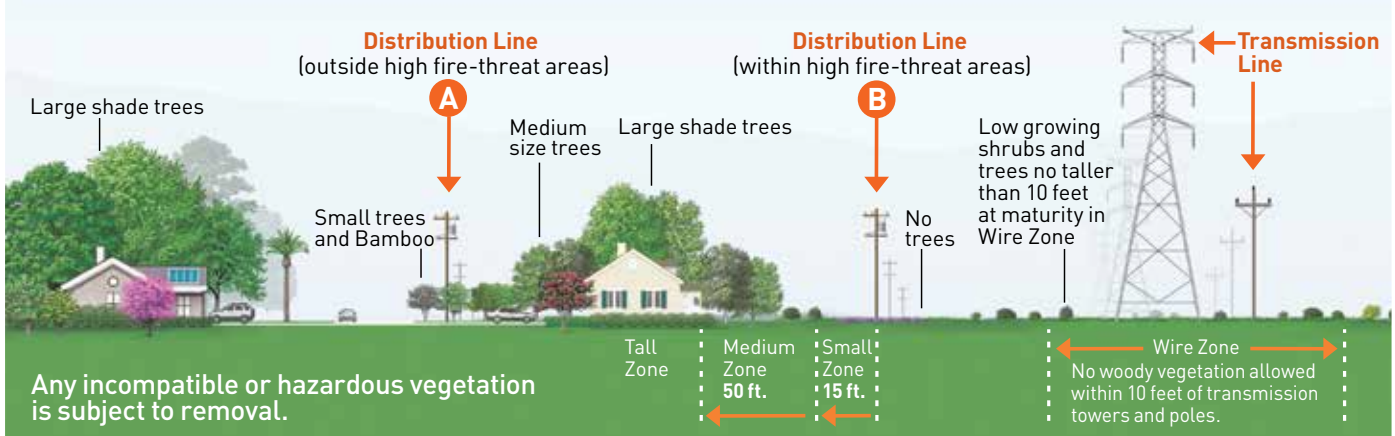 Distribution Line
(outside high fire-threat areas)
A
Distribution Line
(within high fire-threat areas)
B
Transmission
Line
Large shade trees
Small trees
and Bamboo
Medium
size trees
Large shade trees
No
trees
Low growing
shrubs and
trees no taller
than 10 feet
at maturity in
Wire Zone
Any incompatible or hazardous vegetation
is subject to removal.
Tall
Zone
Medium
Zone
50 ft.
Small
Zone
15 ft.
Wire Zone
No woody vegetation allowed
within 10 feet of transmission
towers and poles.